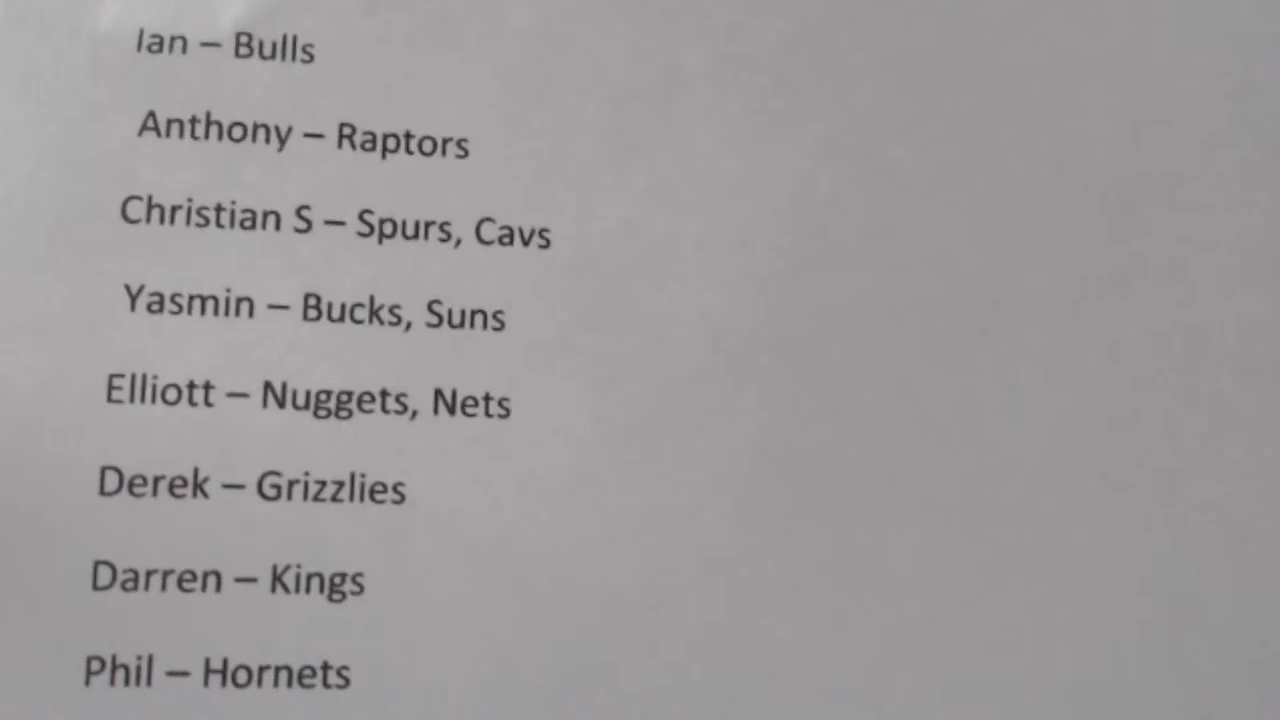 Ian – Bulls
Anthony – Raptors
Christian S – Spurs, Cavs
Yasmin – Bucks, Suns
Elliott – Nuggets, Nets
Derek – Grizzlies
Darren – Kings
Phil – Hornets